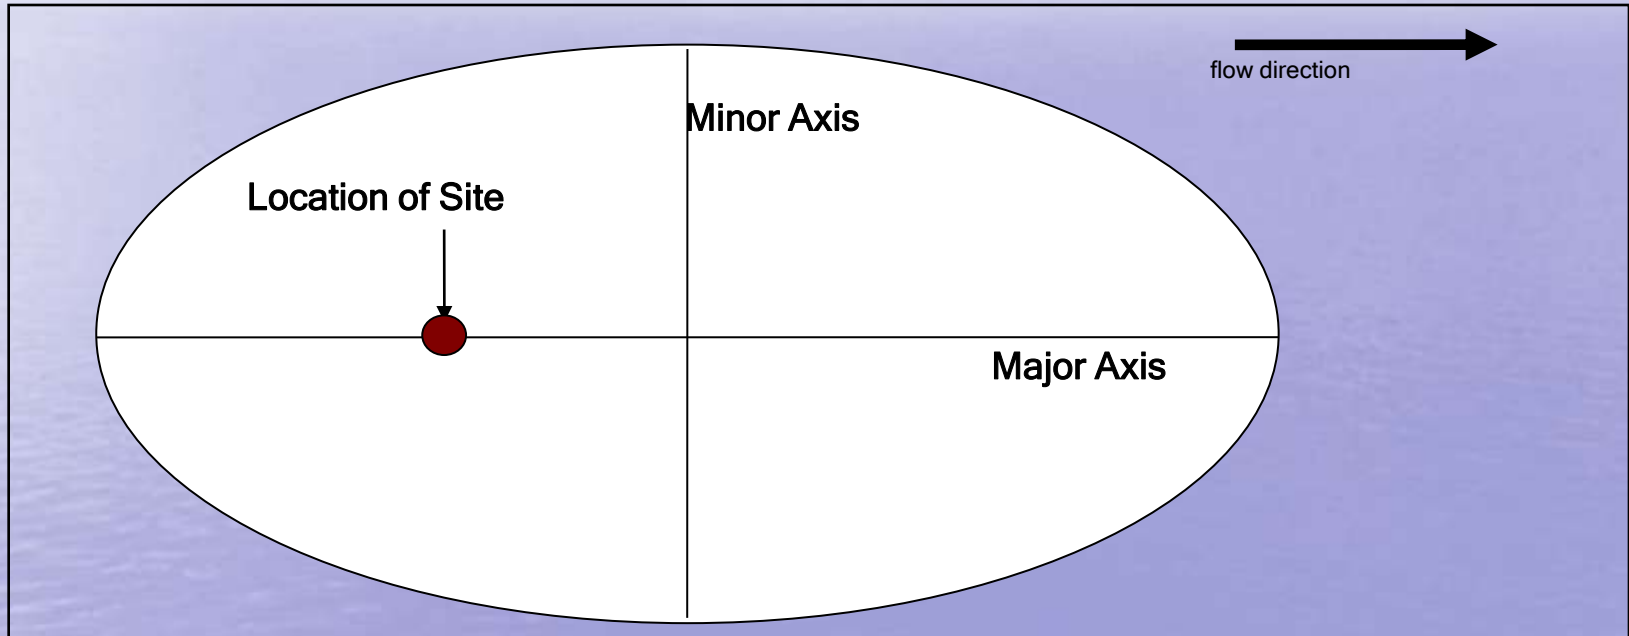 flow direction
Minor Axis
Location of Site
Major Axis